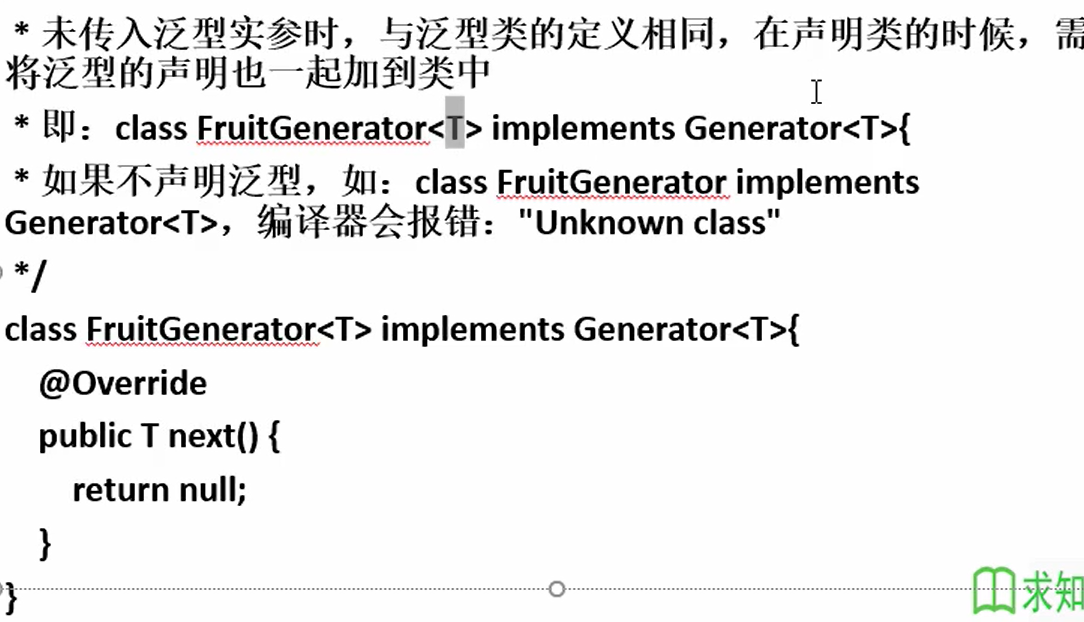 * 未传入泛型实参时，与泛型类的定义相同，在声明类的时候，需
将泛型的声明也一起加到类中
* 即：class FruitGenerator<T> implements Generator<T>{
* 如果不声明泛型，如：class FruitGenerator implements
Generator<T>，编译器会报错："Unknown class"
*/
class FruitGenerator<T> implements Generator<T>{
@Override
public T next() {
return null;
}
}
求知